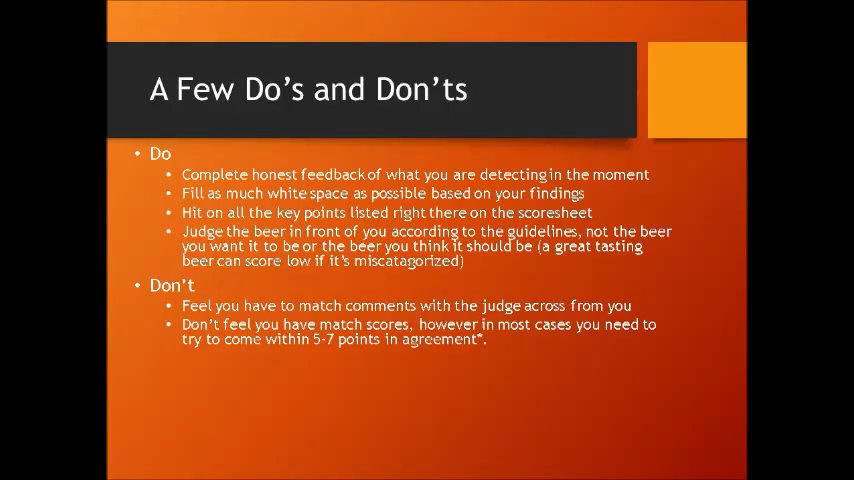 A Few Do's and Don'ts
• Do
• Complete honest feedback of what you are detecting in the moment
• Fill as much white space as possible based on your findings
• Hit on all the key points listed right there on the scoresheet
• Judge the beer in front of you according to the guidelines, not the beer
you want it to be or the beer you think it should be (a great tasting
beer can score low if it's miscatagorized)
• Don't
• Feel you have to match comments with the judge across from you
• Don't feel you have match scores, however in most cases you need to
try to come within 5-7 points in agreement*.